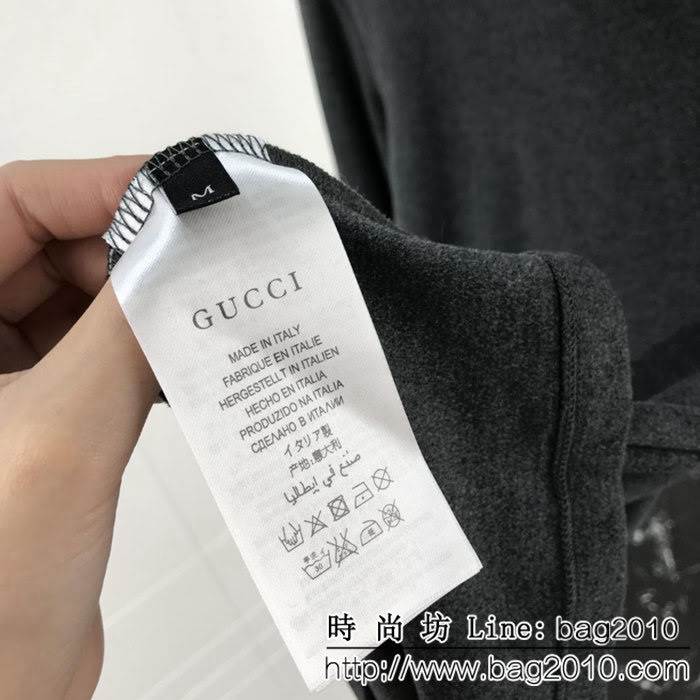 M
GUCCI
MADE IN ITALY
FABRIQUE EN ITALIE
HERGESTELLT IN ITALIEN
HECHO EN ITALIA
PRODUZIDO NA ITALIA
СДЕЛАНО В ИТАЛИИ
イタリア製
产地:意大利
صنع في إيطاليا
30
時尚坊 Line: bag2010
http://www.bag2010.com